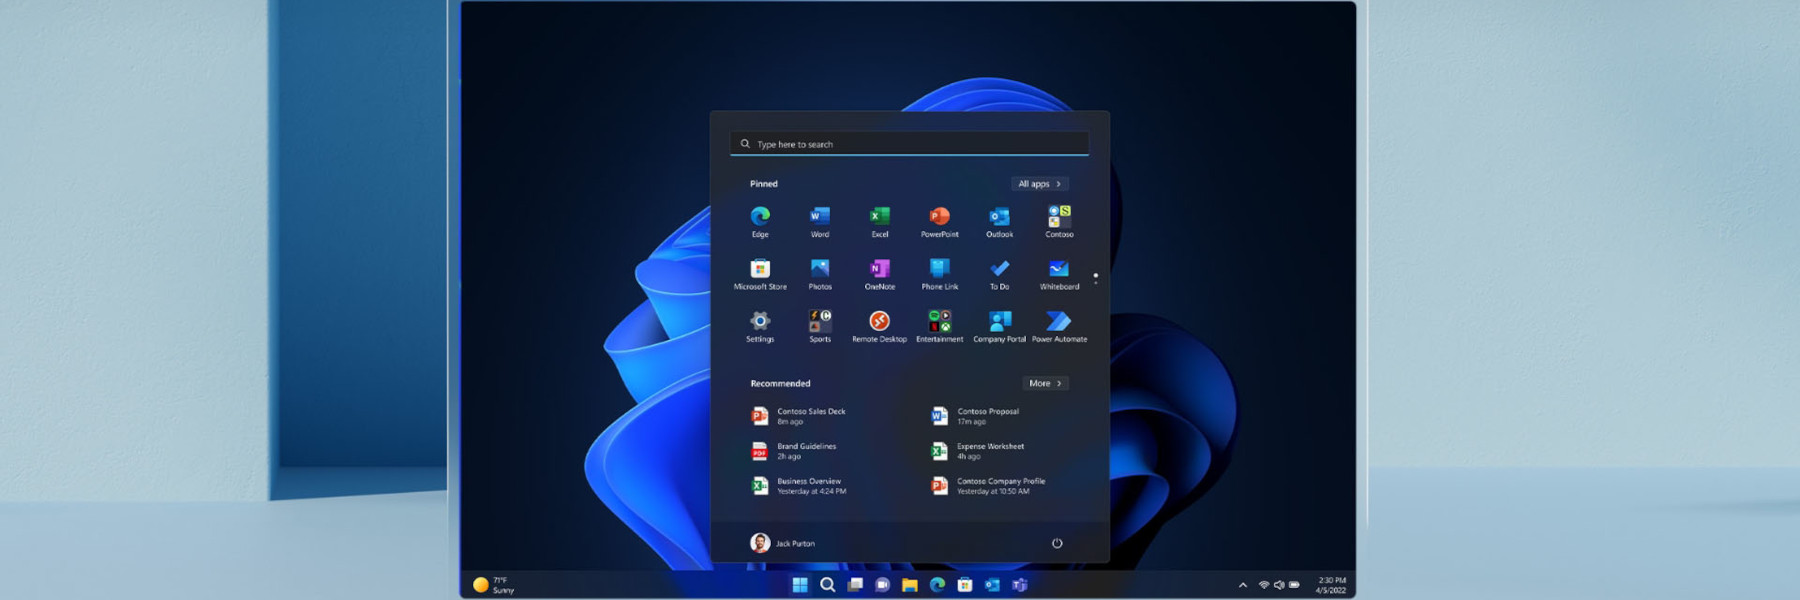 Type here to search
Pinned
All apps
Edge
Word
Excel
PowerPoint
Outlook
Contoso
Microsoft Store
Photos
OneNote
Phone Link
To Do
Whiteboard
Settings
Sports
Remote Desktop
Entertainment
Company Portal
Power Automate
Recommended
More
Contoso Sales Deck
8m ago
Contoso Proposal
17m ago
Brand Guidelines
2h ago
Expense Worksheet
4h ago
Business Overview
Yesterday at 4:24 PM
Contoso Company Profile
Yesterday at 10:50 AM
Jack Purton
71°F
Sunny
2:30 PM
4/5/2022